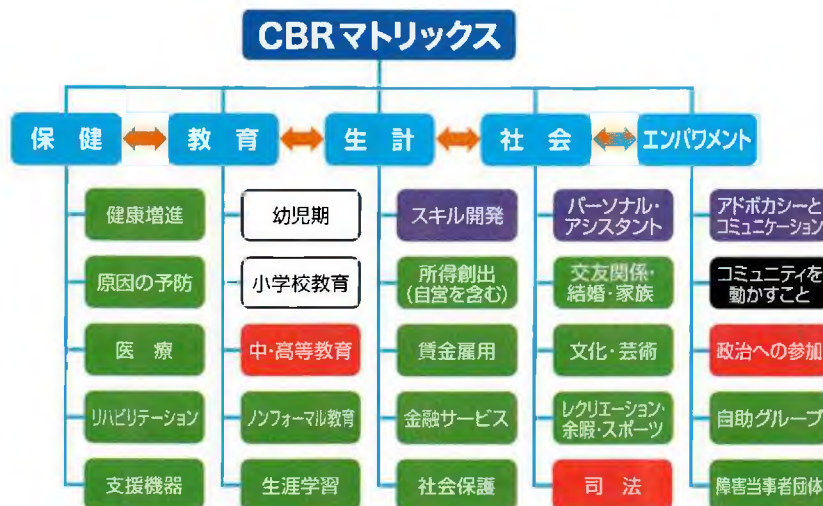 CBRマトリックス
保健
教育
生計
社会
エンパワメント
健康増進
幼児期
スキル開発
パーソナル・
アシスタント
アドボカシーと
コミュニケーション
原因の予防
小学校教育
所得創出
(自営を含む)
交友関係・
結婚・家族
コミュニティを
動かすこと
医療
中・高等教育
賃金雇用
文化・芸術
政治への参加
リハビリテーション
ノンフォーマル教育
金融サービス
レクリエーション・
余暇・スポーツ
自助グループ
支援機器
生涯学習
社会保護
司法
障害当事者団体